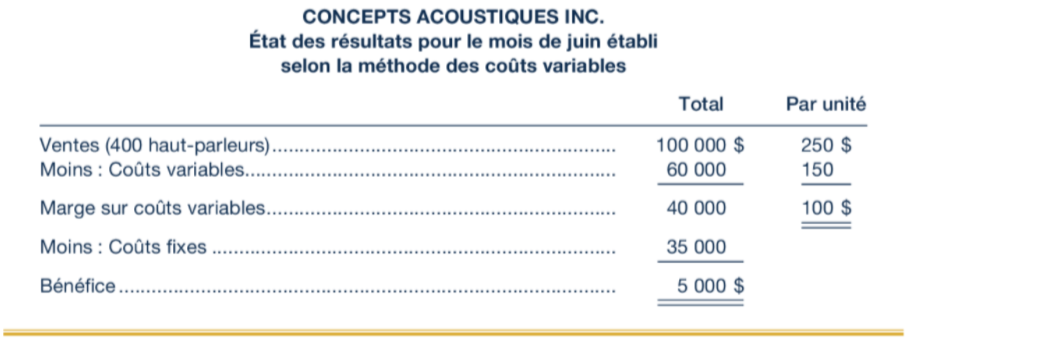 CONCEPTS ACOUSTIQUES INC.
État des résultats pour le mois de juin établi
selon la méthode des coûts variables
Total Par unité
Ventes (400 haut-parleurs)........ 100 000 $ 250 $
Moins : Coûts variables........ 60 000 150
Marge sur coûts variables........ 40 000 100 $
Moins : Coûts fixes ........ 35 000
Bénéfice........ 5 000 $